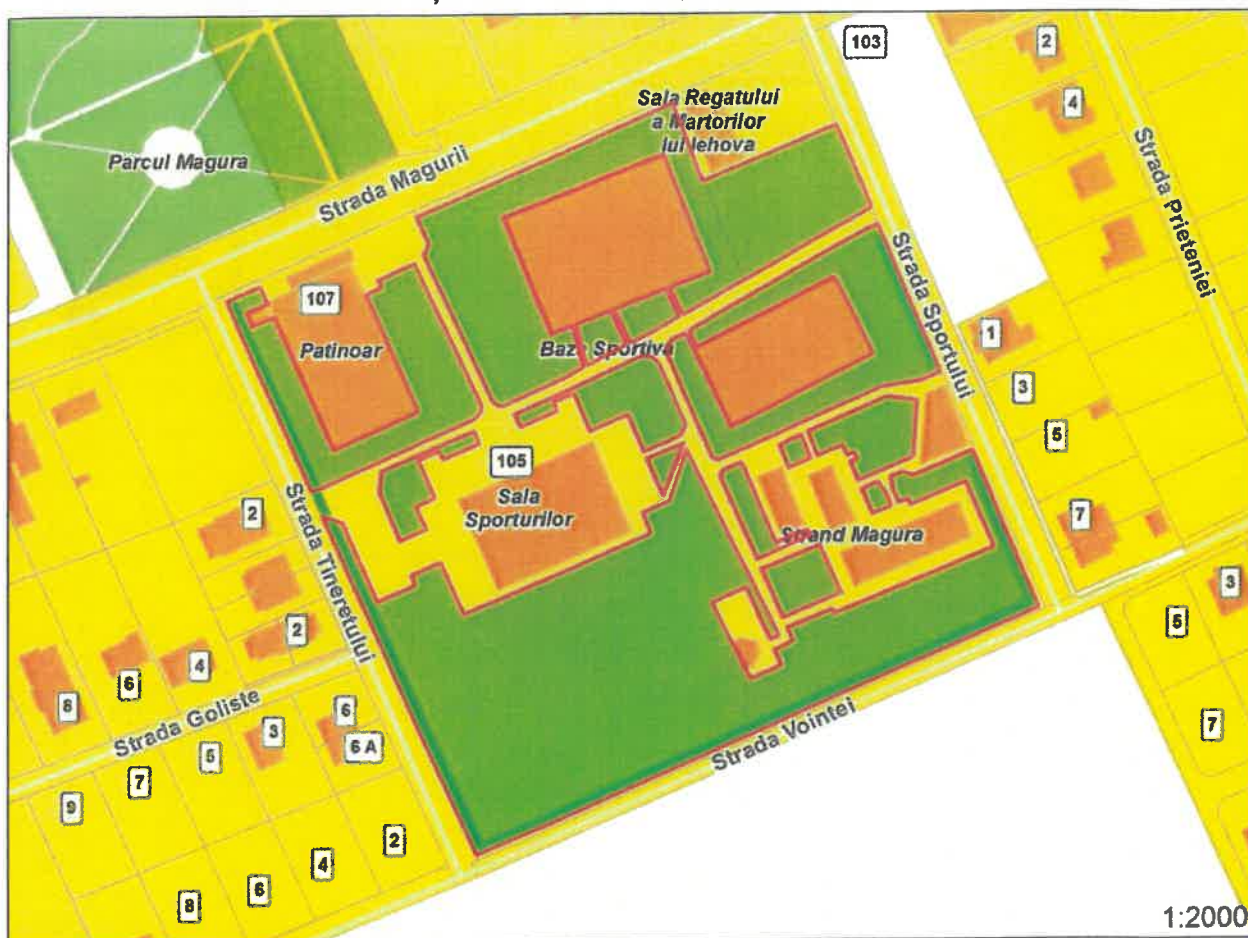 103
2
Sala Regatului
a Martorilor
lui Iehova
4
Parcul Magura
Strada Magurii
Strada Prieteniei
Strada Sportului
107
Patinoar
Baza Sportiva
1
3
5
105
Sala
Sporturilor
2
Strada Tineretului
Strand Magura
7
2
3
5
4
6
8
Strada Goliste
6
3
6 A
5
7
9
Strada Vointei
7
2
4
6
8
1:2000